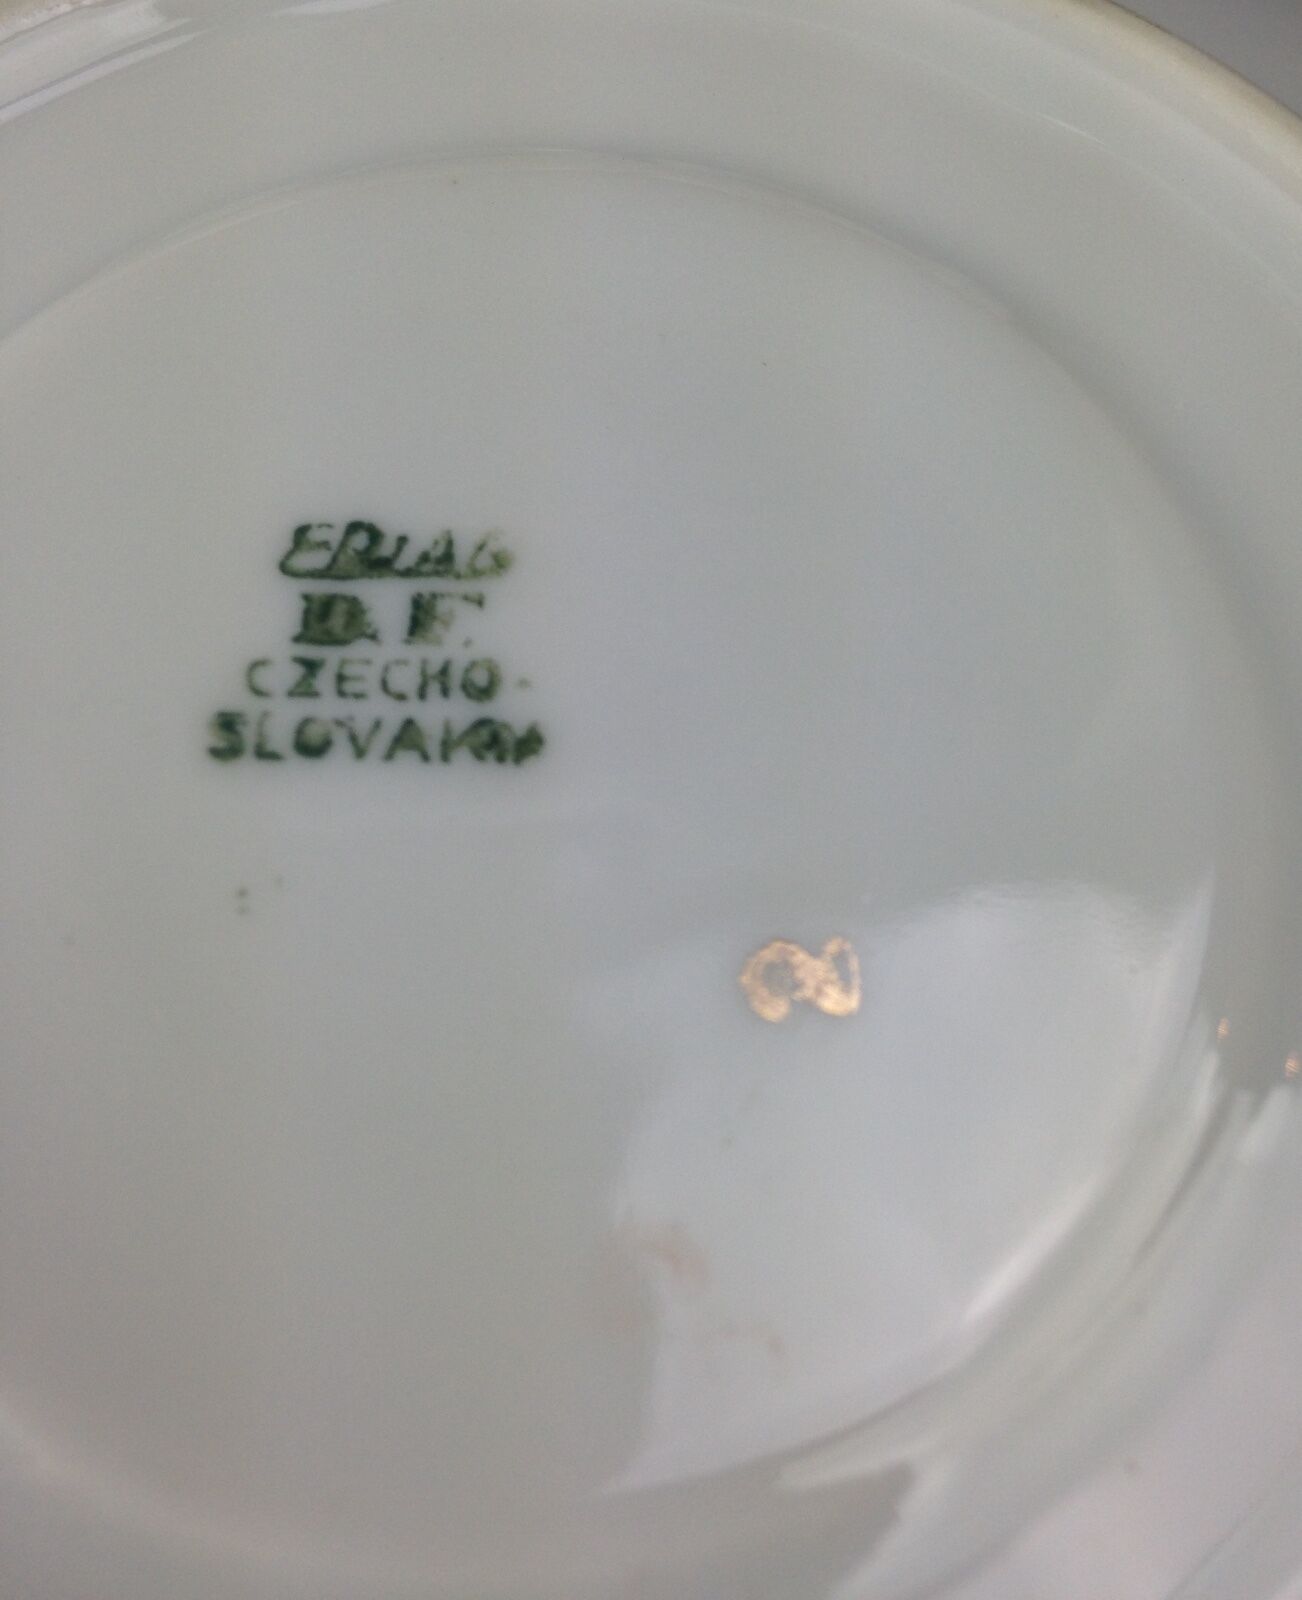 EPIAG
D.F.
CZECHO-
SLOVAKIA